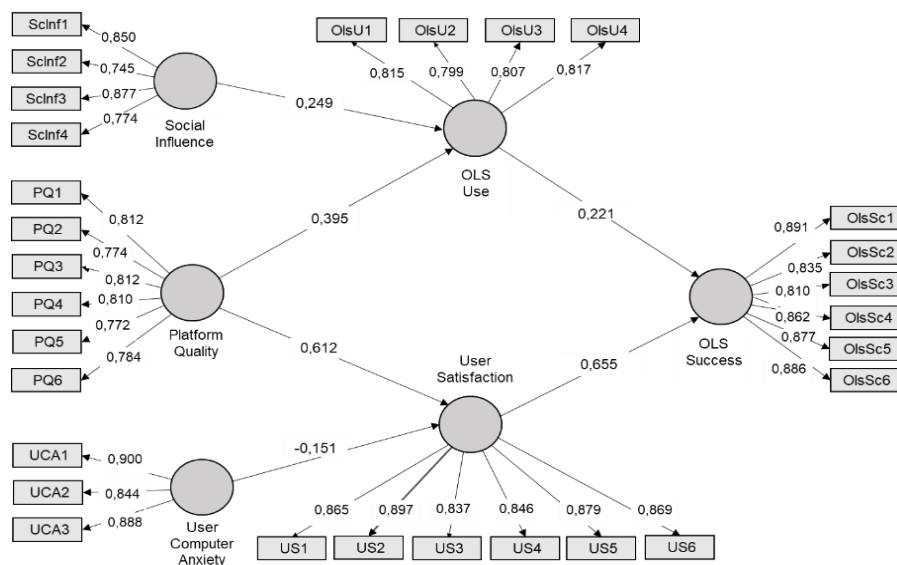 ScInf1
0,850
ScInf2
0,745
ScInf3
0,877
ScInf4
0,774
Social
Influence
OlsU1
OlsU2
OlsU3
OlsU4
0,815
0,799
0,807
0,817
0,249
OLS
Use
PQ1
0,812
PQ2
0,774
PQ3
0,812
PQ4
0,810
PQ5
0,772
PQ6
0,784
Platform
Quality
0,395
0,221
0,612
User
Satisfaction
0,655
OLS
Success
OlsSc1
0,891
OlsSc2
0,835
OlsSc3
0,810
OlsSc4
0,862
OlsSc5
0,877
OlsSc6
0,886
UCA1
0,900
UCA2
0,844
UCA3
0,888
User
Computer
Anxiety
-0,151
0,865
0,897
0,837
0,846
0,879
0,869
US1
US2
US3
US4
US5
US6